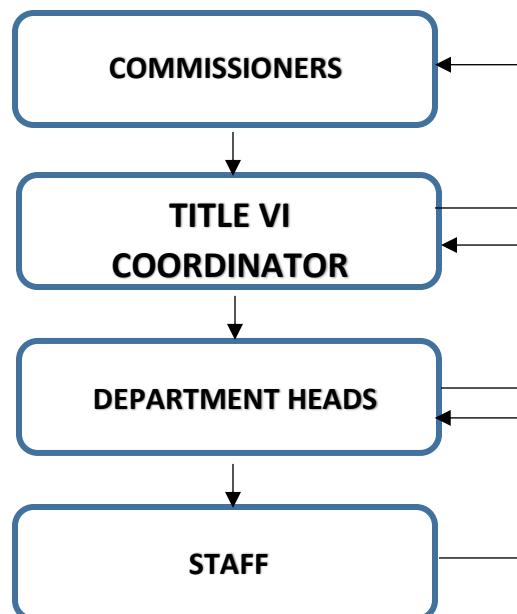 COMMISSIONERS
TITLE VI
COORDINATOR
DEPARTMENT HEADS
STAFF